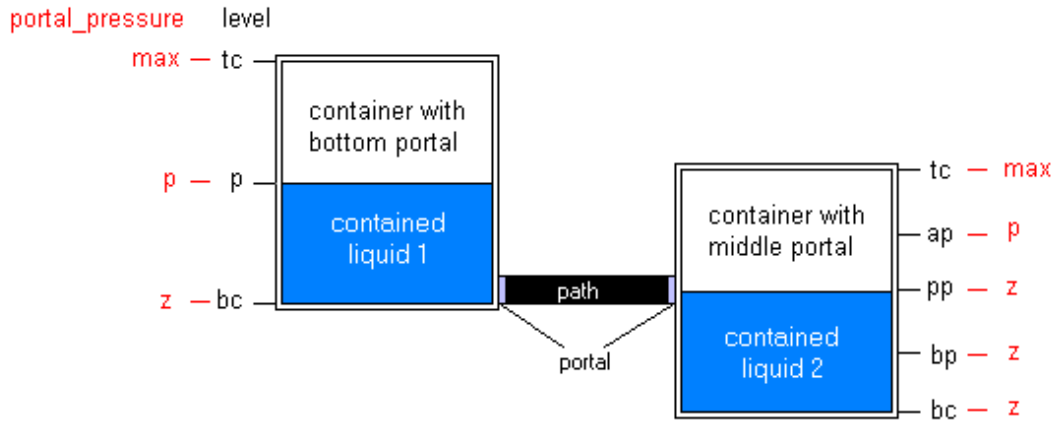 portal_pressure level
max — tc
container with
bottom portal
p — p
contained
liquid 1
z — bc
path
portal
tc — max
container with
middle portal
ap — p
pp — z
contained
liquid 2
bp — z
bc — z